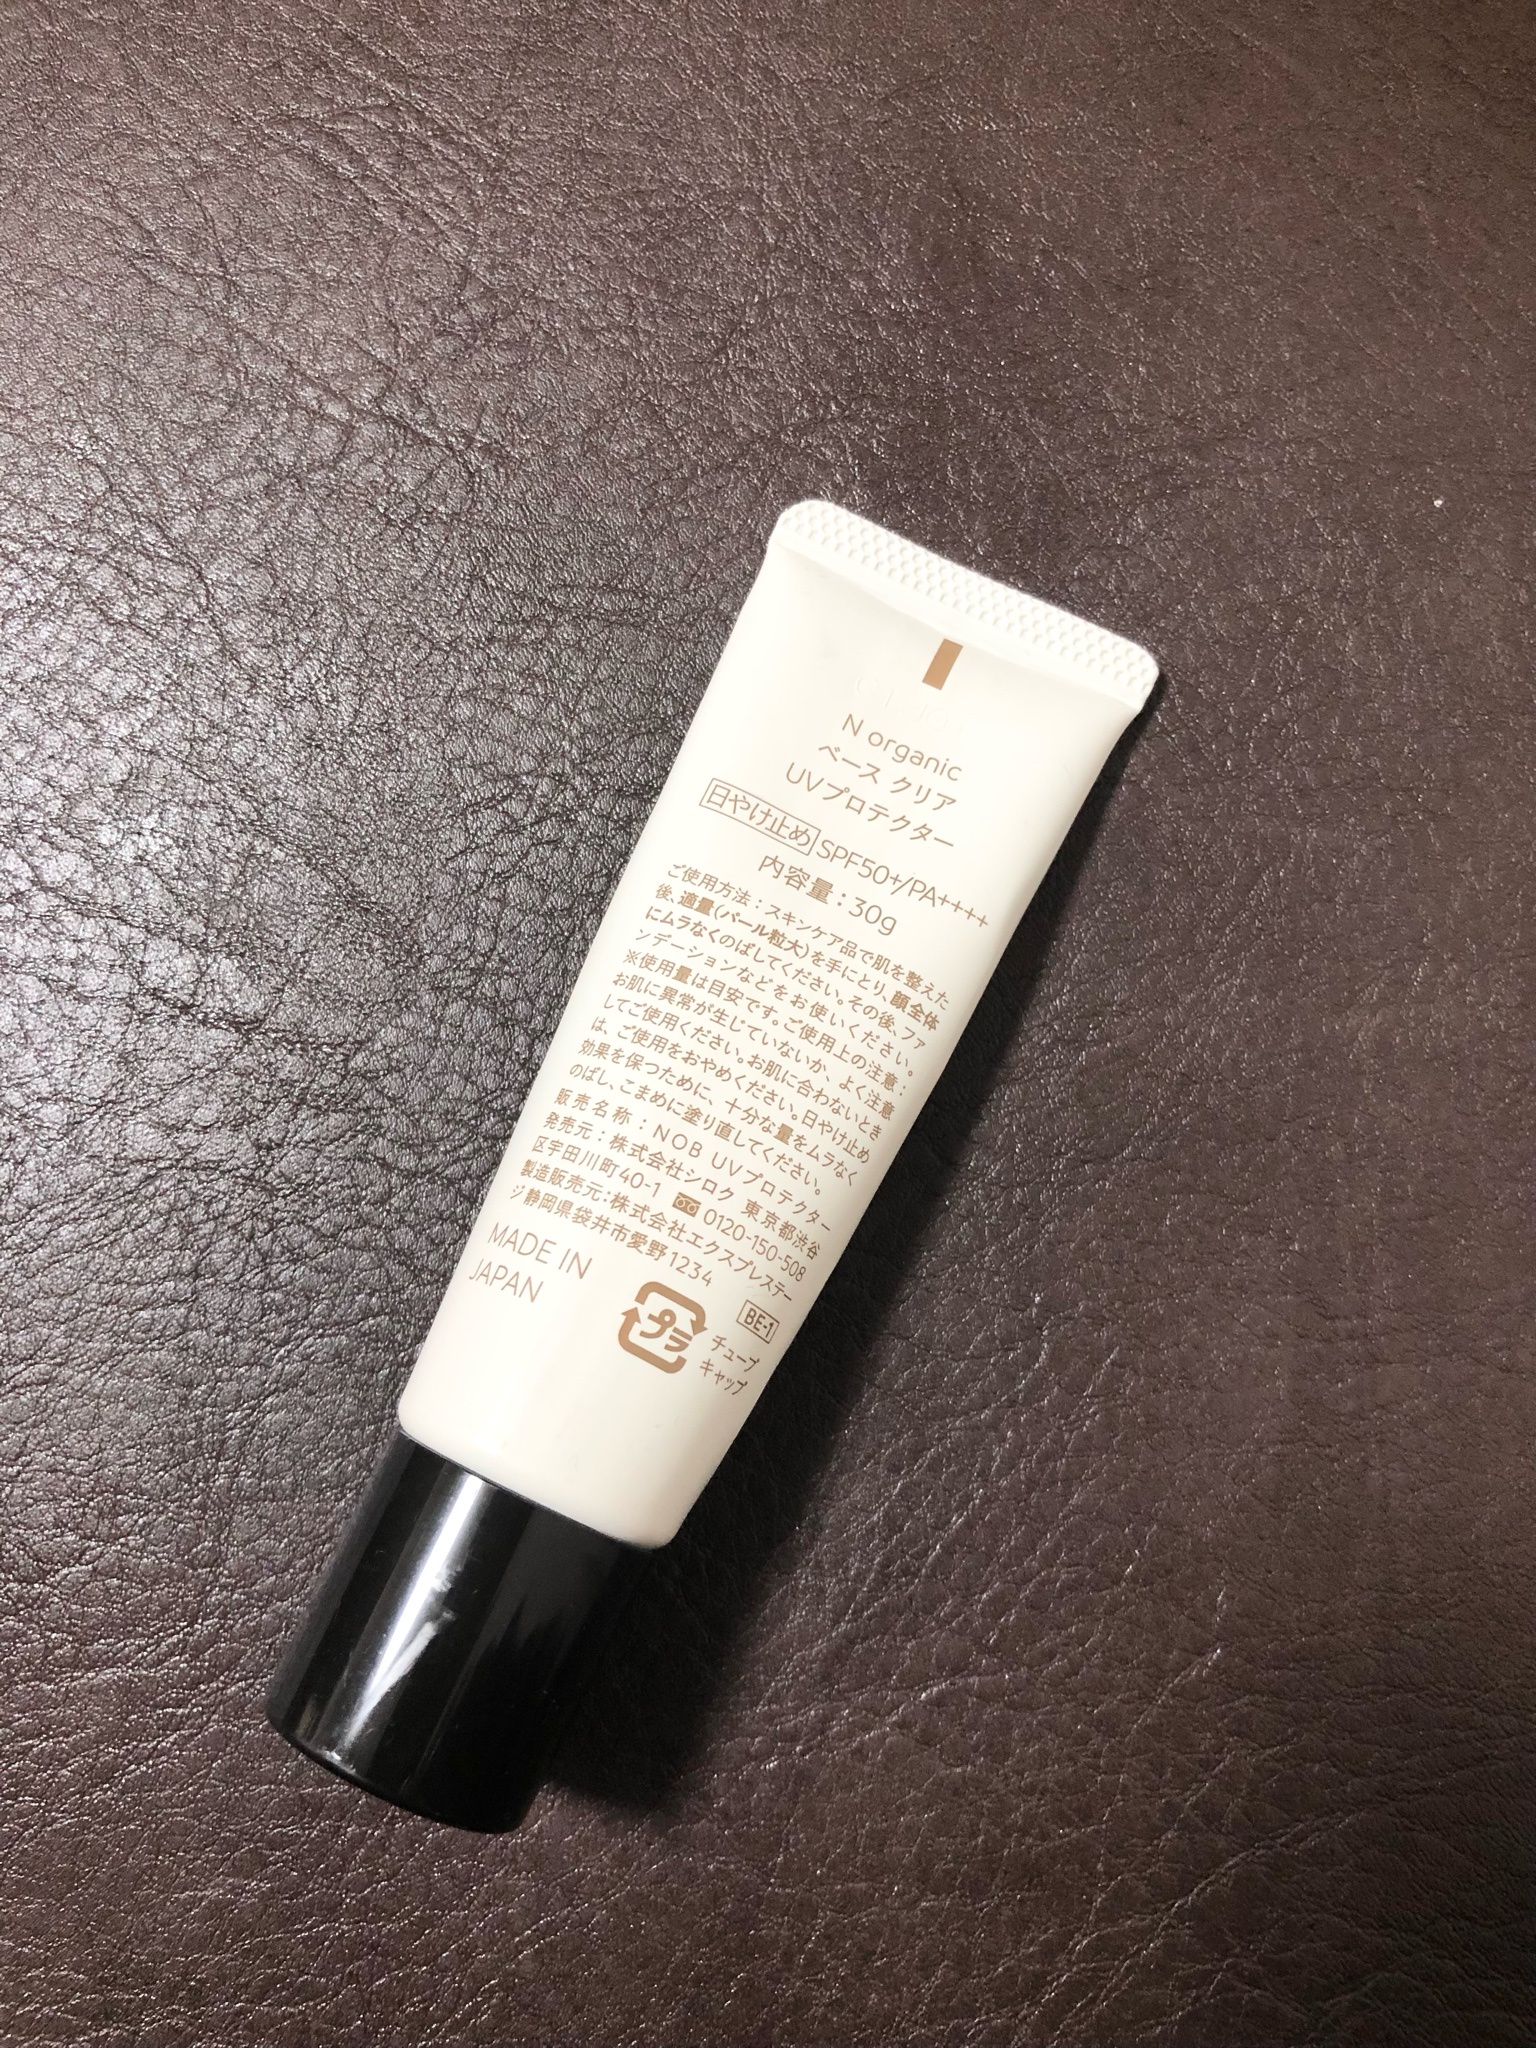 N organic
ベース クリア
UVプロテクター
日やけ止め SPF50+/PA++++
内容量：30g
ご使用方法：スキンケア品で肌を整えた
後、適量(パール粒大)を手にとり、顔全体
にムラなくのばしてください。その後、ファ
ンデーションなどをお使いください。
※使用量は目安です。ご使用上の注意：
お肌に異常が生じていないか、よく注意
してご使用ください。お肌に合わないとき
は、ご使用をおやめください。日やけ止め
効果を保つために、十分な量をムラなく
のばし、こまめに塗り直してください。
販売名称：NOB UVプロテクター
発売元：株式会社シロク 東京都渋谷
区宇田川町40-1 0120-150-508
製造販売元：株式会社エクスプレステー
ジ 静岡県袋井市愛野1234
MADE IN
JAPAN
BE-1
プラ
チューブ
キャップ